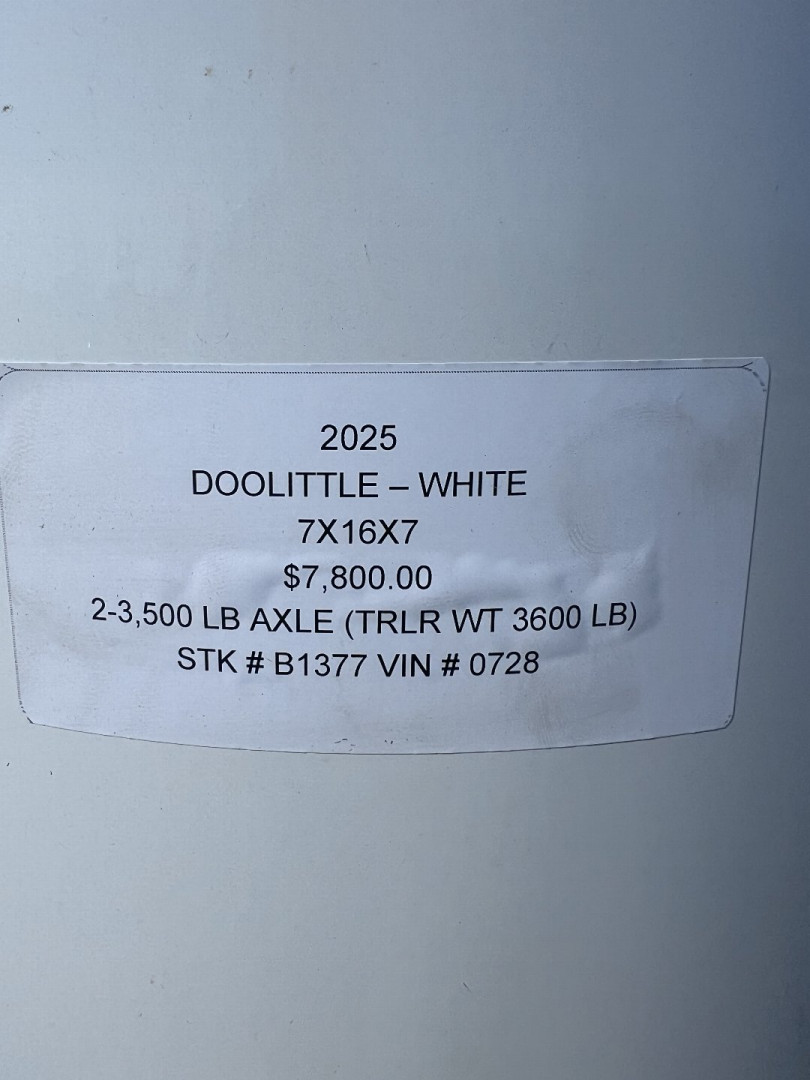 2025
DOOLITTLE – WHITE
7X16X7
$7,800.00
2-3,500 LB AXLE (TRLR WT 3600 LB)
STK # B1377 VIN # 0728